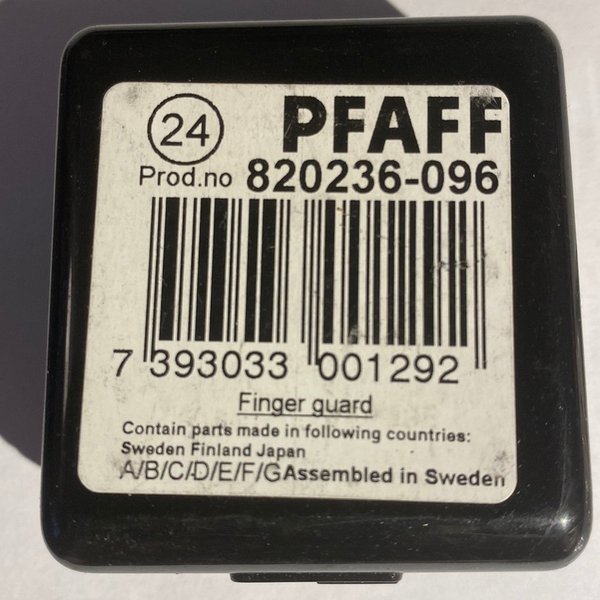 24 PFAFF
Prod.no 820236-096
7 393033 001292
Finger guard
Contain parts made in following countries:
Sweden Finland Japan
A/B/C/D/E/F/G Assembled in Sweden